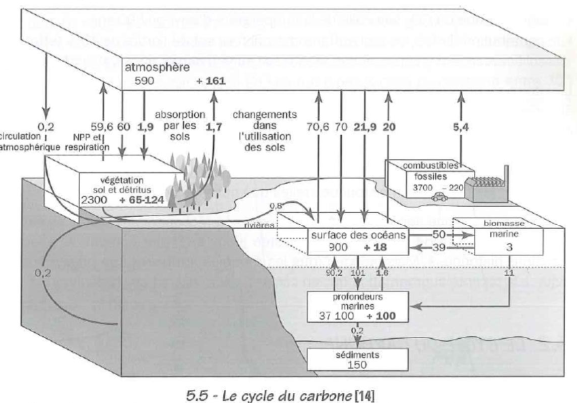 atmosphère
590 + 161
0,2
59,6 60 1,9
absorption
par les
sols
1,7
changements
dans
l'utilisation
des sols
70,6 70 21,9 20
5,4
circulation
atmosphérique
NPP et
respiration
végétation
sol et détritus
2300 + 65-124
combustibles
fossiles
3700 - 220
rivières
0,8
surface des océans
900 + 18
50
39
biomasse
marine
3
0,2
90,2 101 1,6
11
profondeurs
marines
37 100 + 100
0,2
sédiments
150
5.5 - Le cycle du carbone [14]